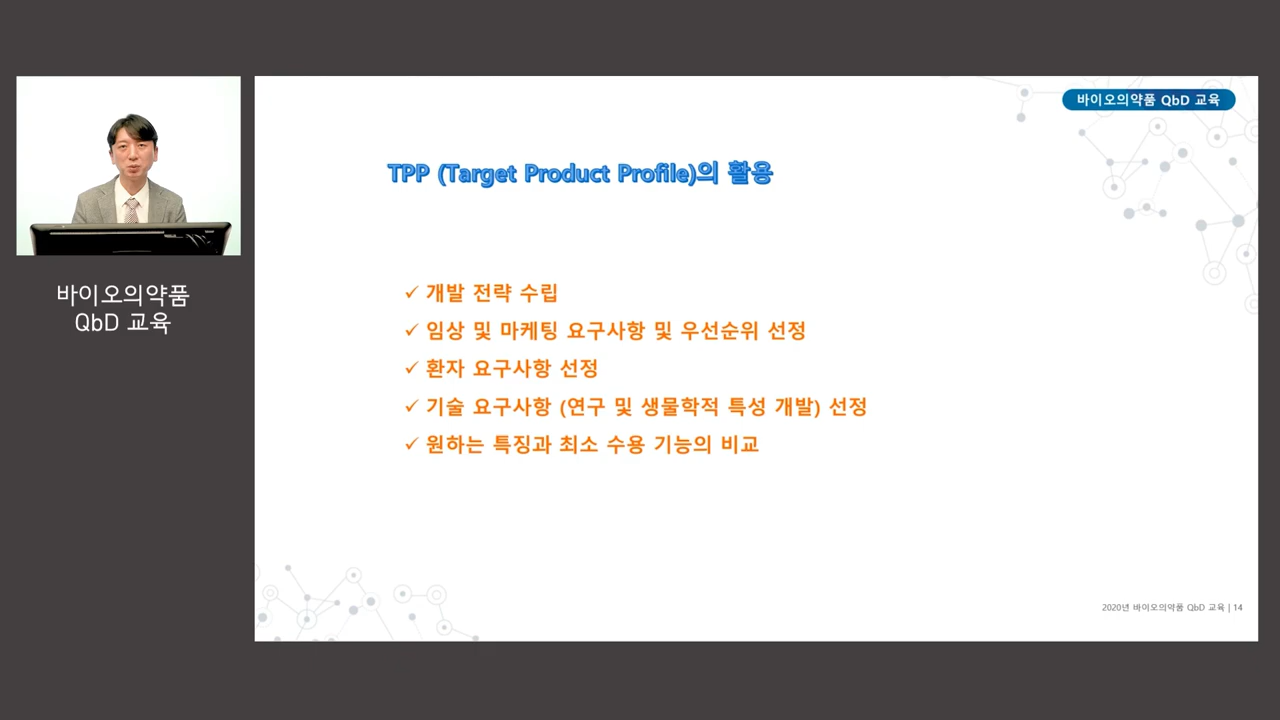 바이오의약품
QbD 교육
바이오의약품 QbD 교육
TPP (Target Product Profile)의 활용
✓ 개발 전략 수립
✓ 임상 및 마케팅 요구사항 및 우선순위 선정
✓ 환자 요구사항 선정
✓ 기술 요구사항 (연구 및 생물학적 특성 개발) 선정
✓ 원하는 특징과 최소 수용 기능의 비교
2020년 바이오의약품 QbD 교육 | 14